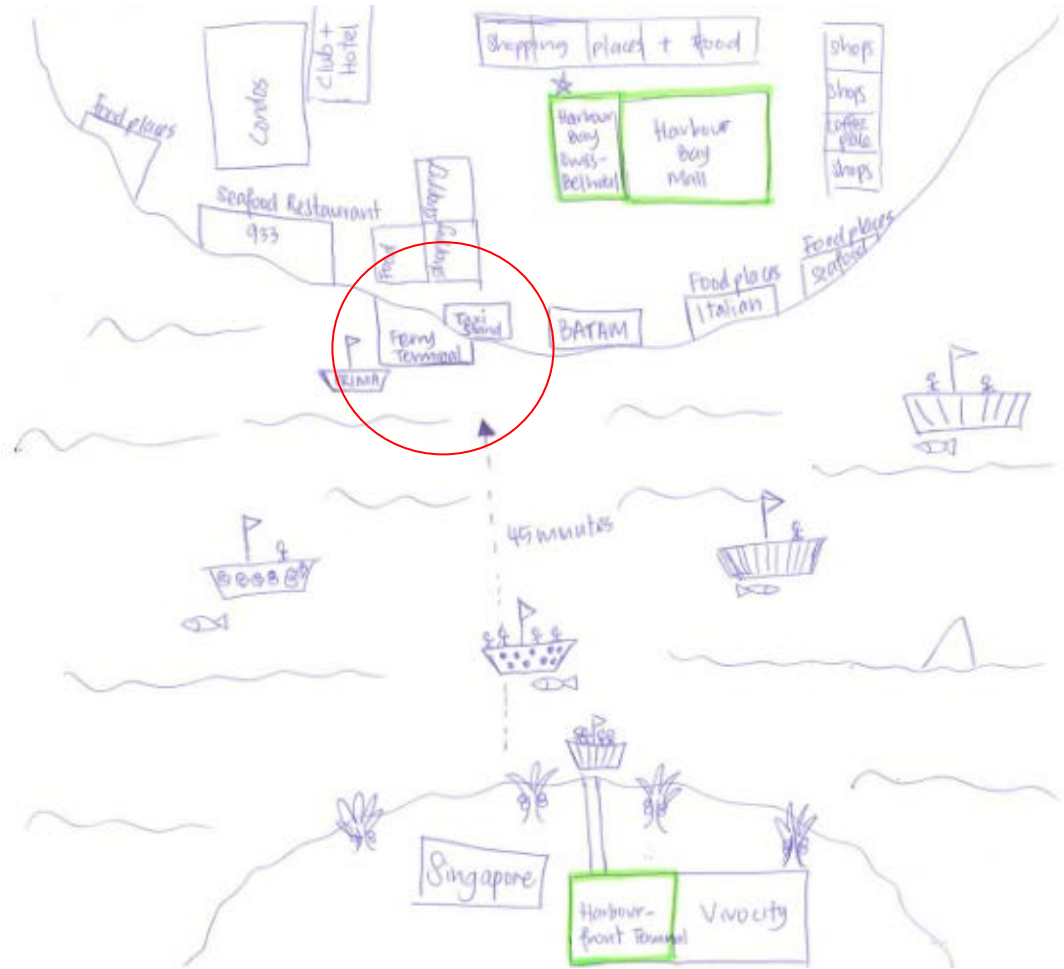 Club +
Hotel
Condos
Shopping places + food
shops
shops
coffee
shops
Food places
Harbour
Bay
Swiss-
Belhotel
Harbour
Bay
Mall
Seafood Restaurant
933
Food
Shopping
Food places
Seafood
Food places
Italian
Taxi
Stand
BATAM
Ferry
Terminal
45 minutes
Singapore
Harbour-
front Terminal
Vivocity